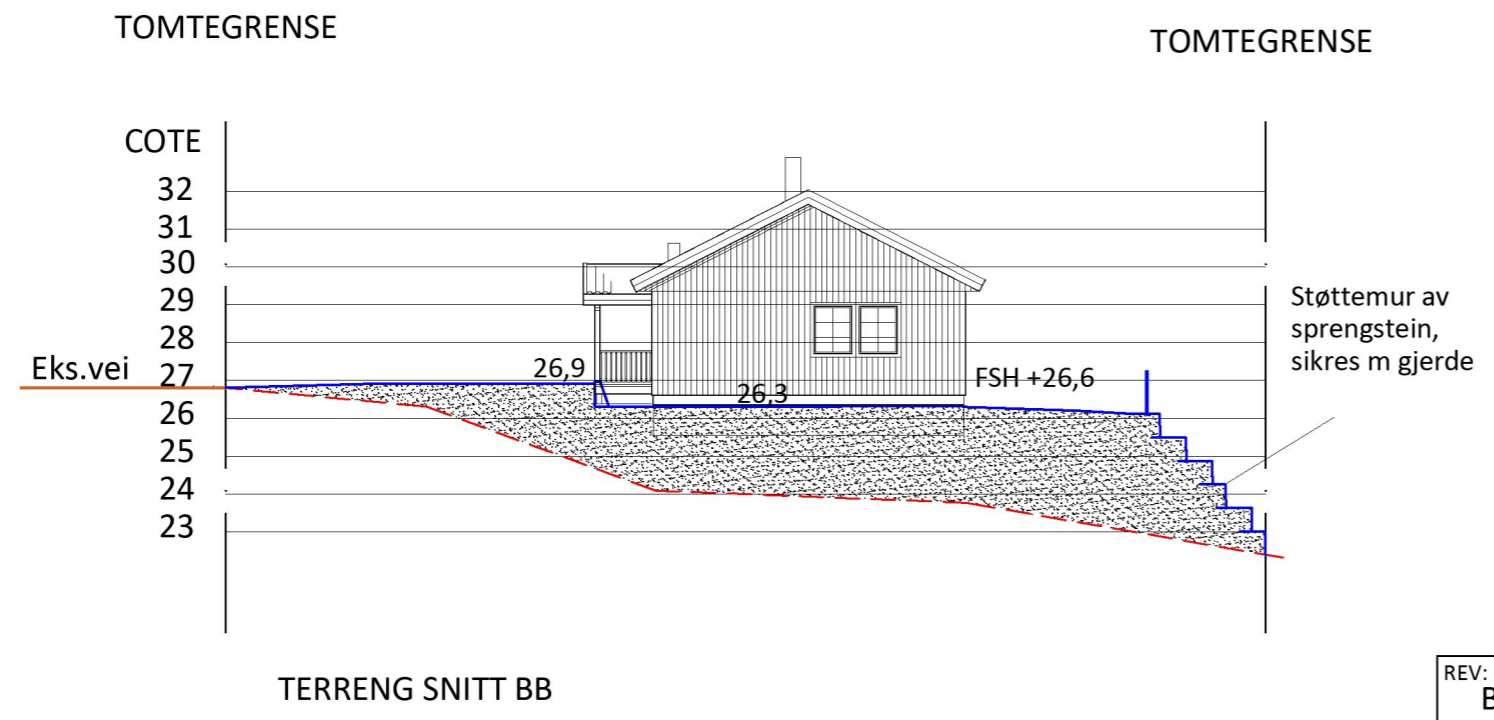 TOMTEGRENSE
TOMTEGRENSE
COTE
32
31
30
29
28
27
26
25
24
23
Eks.vei
26,9
26,3
FSH +26,6
Støttemur av
sprengstein,
sikres m gjerde
TERRENG SNITT BB
REV:
B